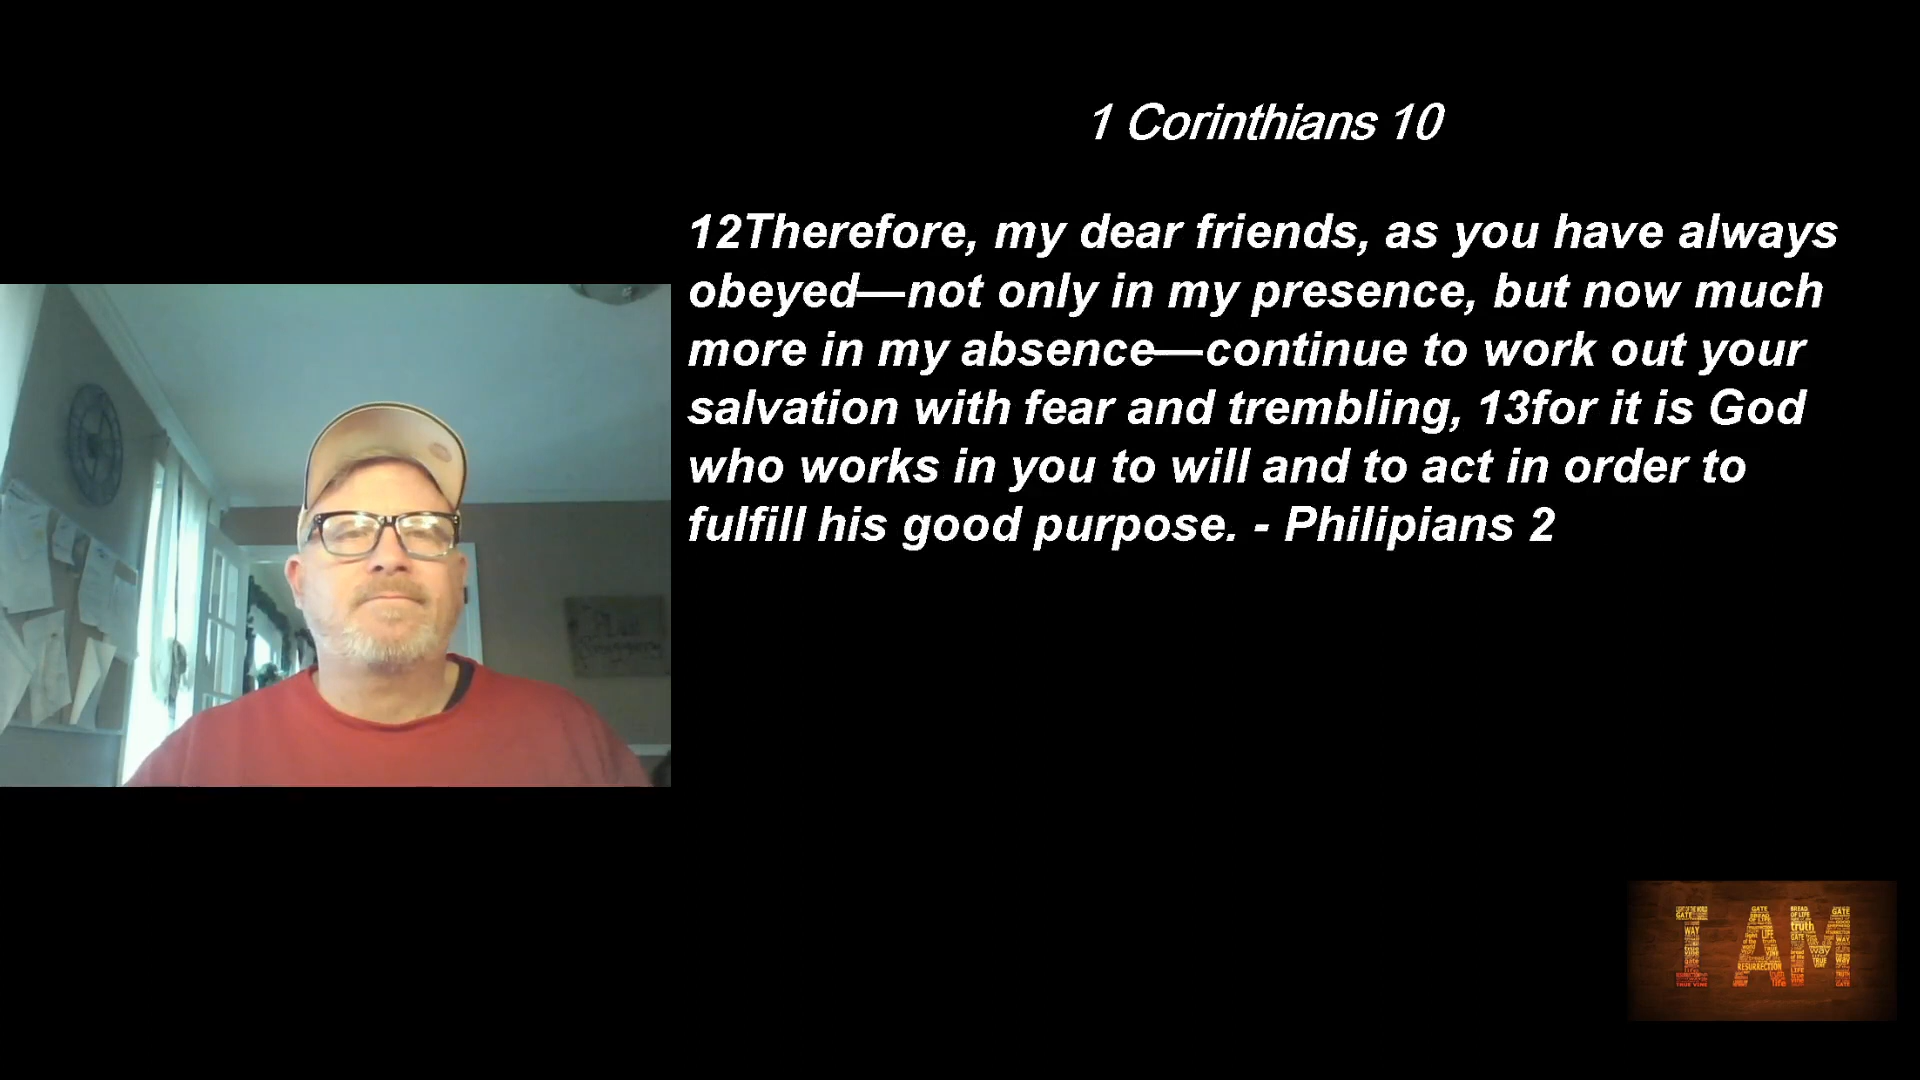 1 Corinthians 10
12Therefore, my dear friends, as you have always
obeyed—not only in my presence, but now much
more in my absence—continue to work out your
salvation with fear and trembling, 13for it is God
who works in you to will and to act in order to
fulfill his good purpose. - Philipians 2
I AM